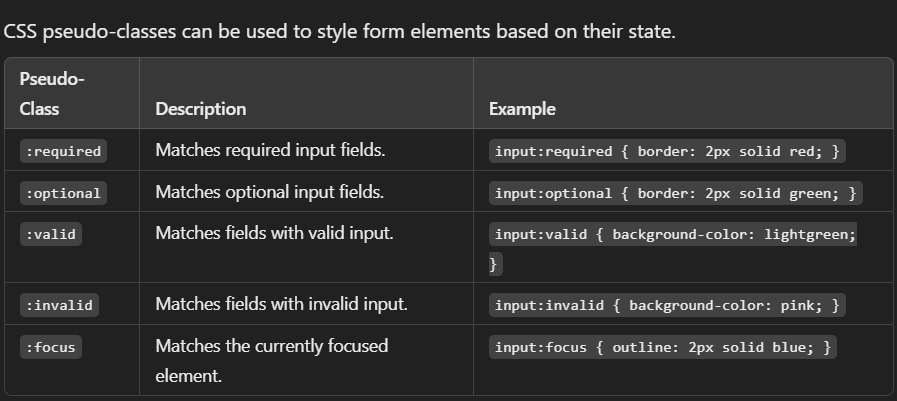 CSS pseudo-classes can be used to style form elements based on their state.
Pseudo-
Class Description Example
:required Matches required input fields. input:required { border: 2px solid red; }
:optional Matches optional input fields. input:optional { border: 2px solid green; }
:valid Matches fields with valid input. input:valid { background-color: lightgreen;
}
:invalid Matches fields with invalid input. input:invalid { background-color: pink; }
:focus Matches the currently focused input:focus { outline: 2px solid blue; }
element.